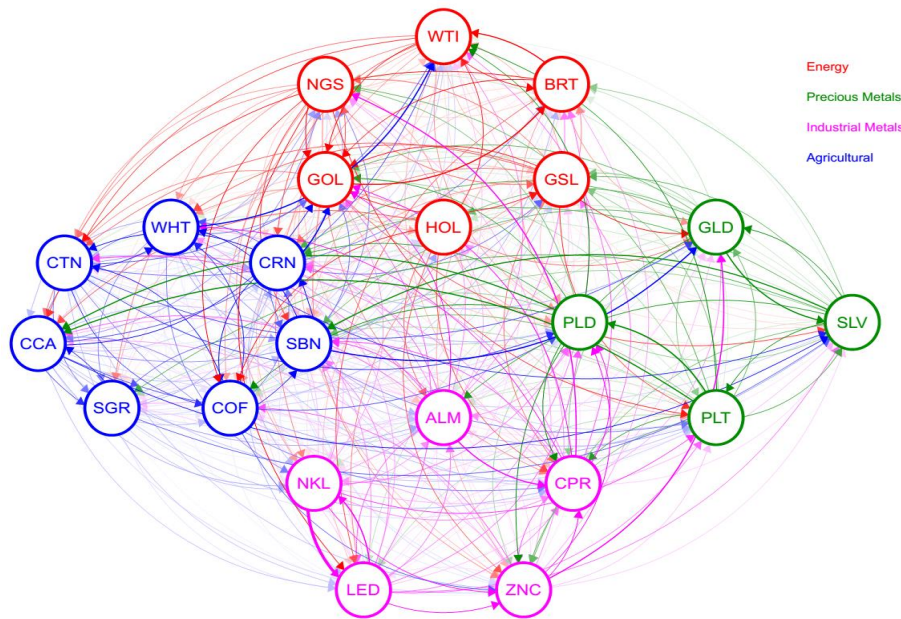 WTI
NGS
BRT
Energy
Precious Metals
Industrial Metals
Agricultural
GOL
GSL
WHT
HOL
GLD
CTN
CRN
CCA
SBN
PLD
SLV
SGR
COF
ALM
PLT
NKL
CPR
LED
ZNC